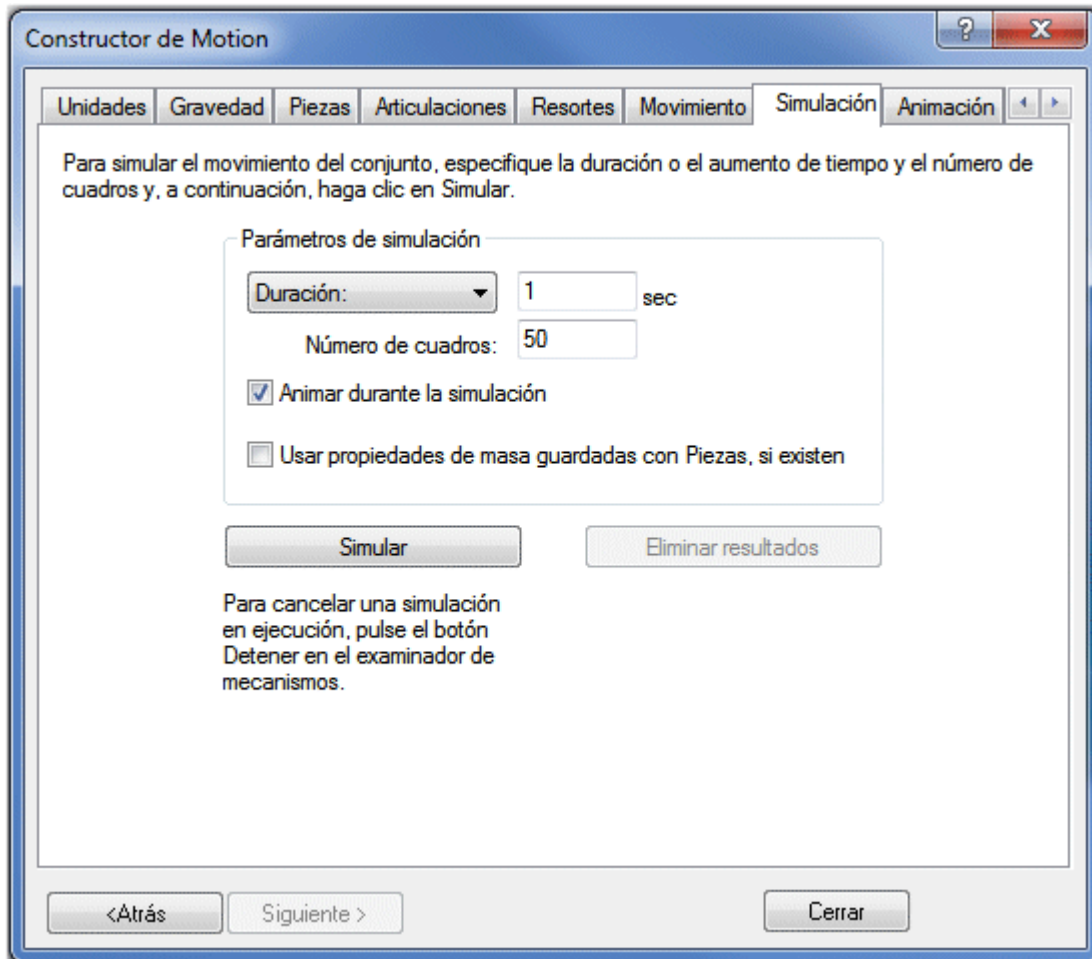 Constructor de Motion
?
Unidades Gravedad Piezas Articulaciones Resortes Movimiento Simulación Animación
Para simular el movimiento del conjunto, especifique la duración o el aumento de tiempo y el número de
cuadros y, a continuación, haga clic en Simular.
Parámetros de simulación
Duración: 1 sec
Número de cuadros: 50
Animar durante la simulación
Usar propiedades de masa guardadas con Piezas, si existen
Simular Eliminar resultados
Para cancelar una simulación
en ejecución, pulse el botón
Detener en el examinador de
mecanismos.
<Atrás Siguiente > Cerrar